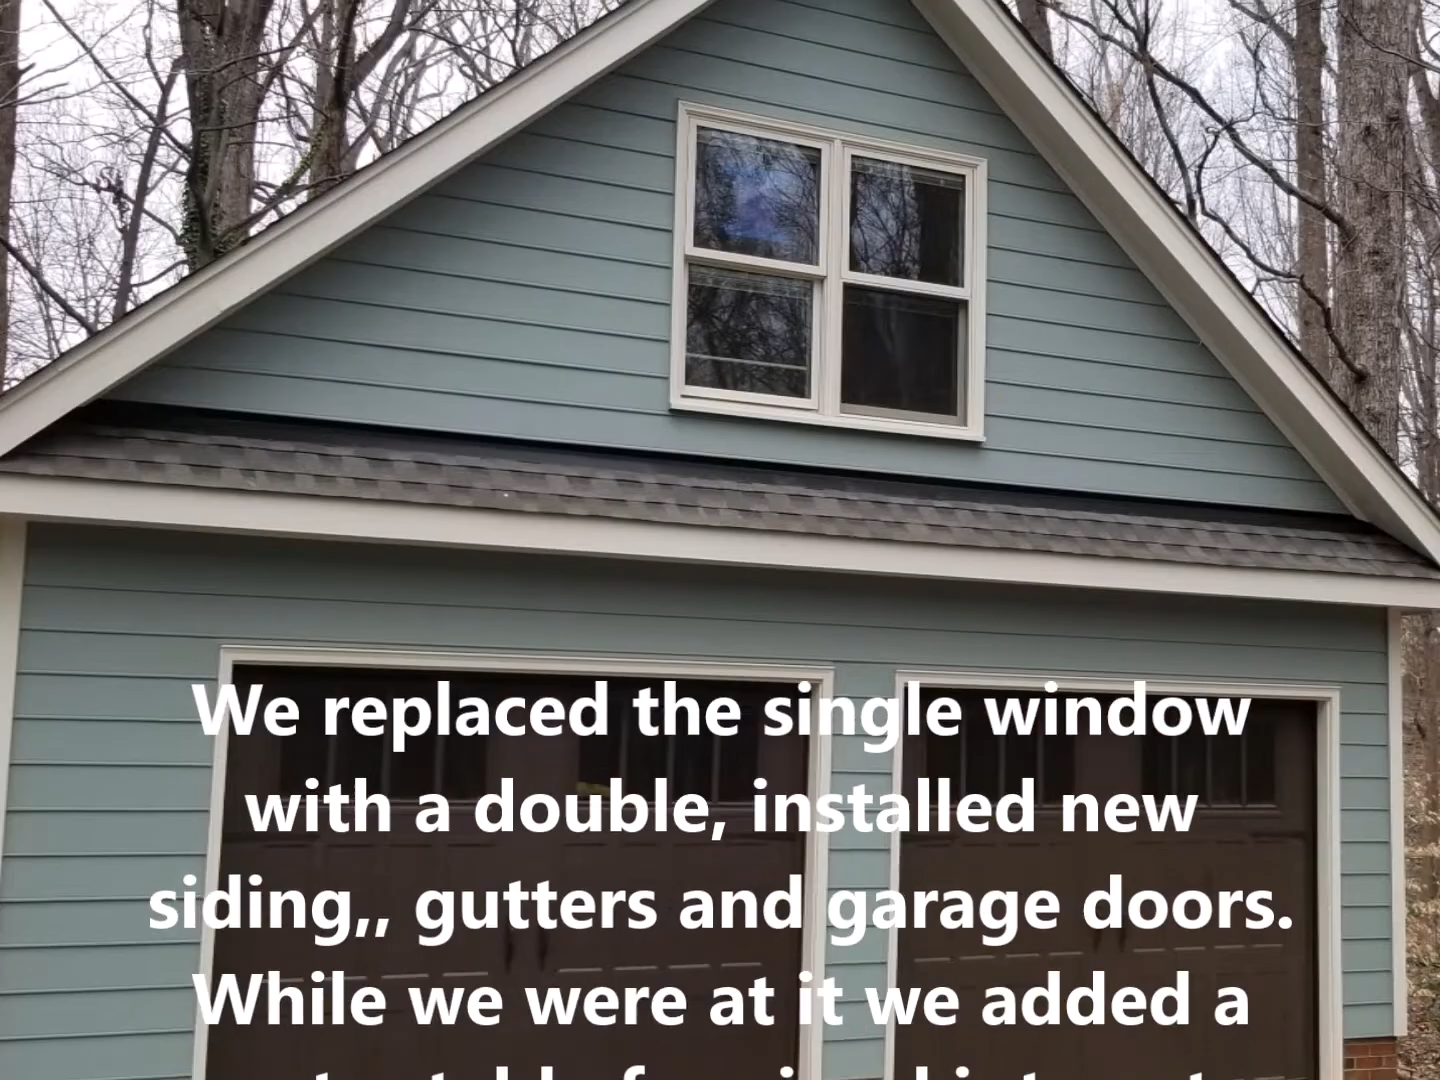 We replaced the single window
with a double, installed new
siding,, gutters and garage doors.
While we were at it we added a